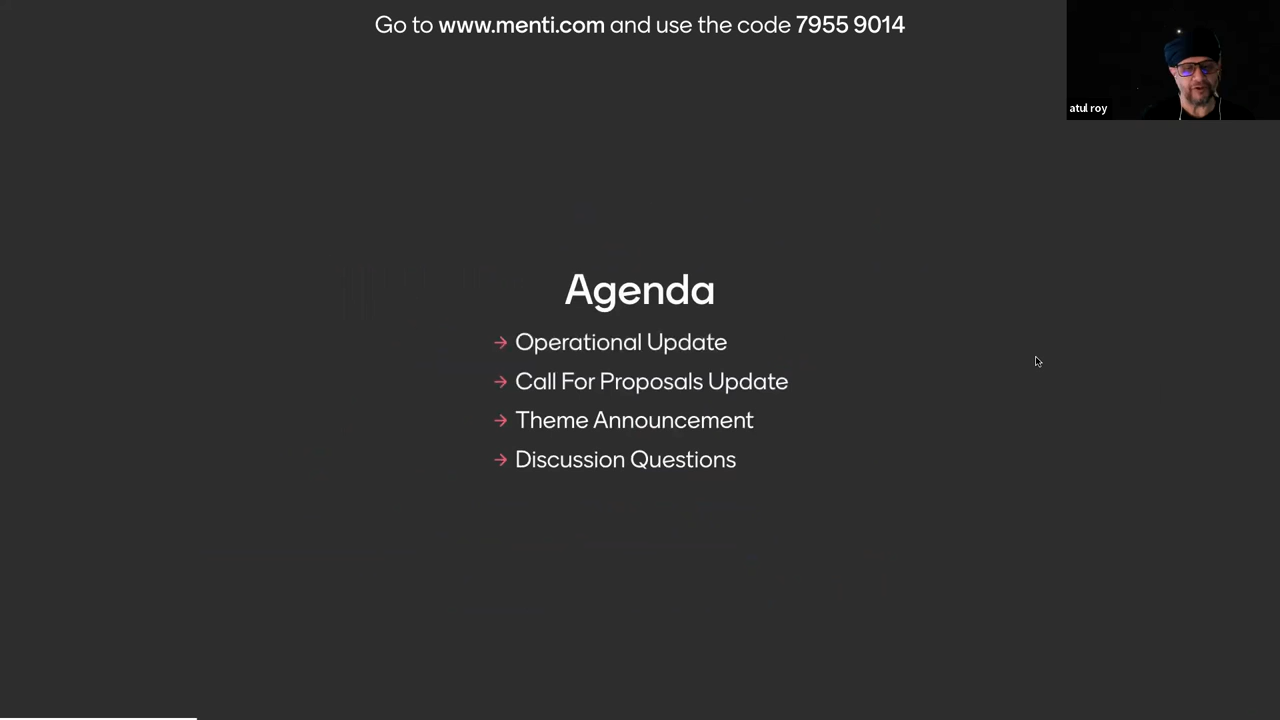 Go to www.menti.com and use the code 7955 9014
atul roy
Agenda
→ Operational Update
→ Call For Proposals Update
→ Theme Announcement
→ Discussion Questions